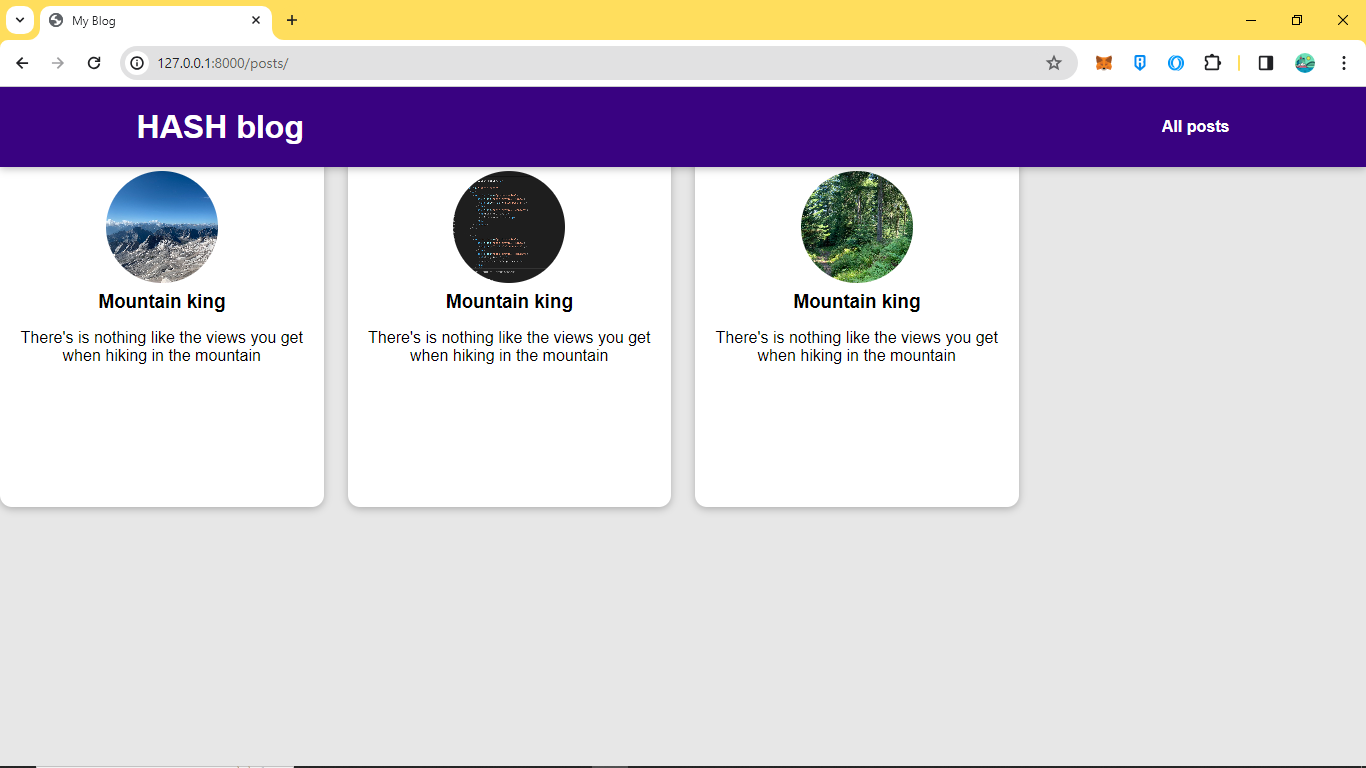 My Blog
127.0.0.1:8000/posts/
HASH blog
All posts
Mountain king
There's is nothing like the views you get
when hiking in the mountain
Mountain king
There's is nothing like the views you get
when hiking in the mountain
Mountain king
There's is nothing like the views you get
when hiking in the mountain